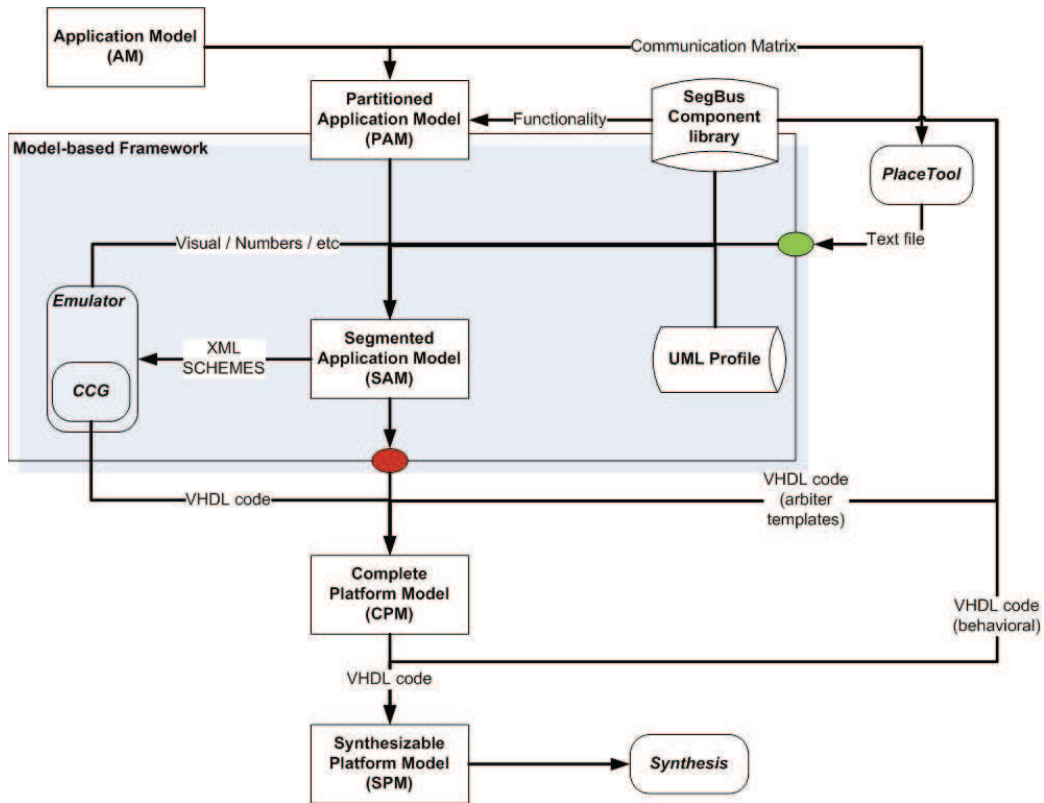 Application Model
(AM)
Communication Matrix
Partitioned
Application Model
(PAM)
Functionality
SegBus
Component
library
Model-based Framework
PlaceTool
Visual / Numbers / etc
Text file
Emulator
XML
SCHEMES
Segmented
Application Model
(SAM)
UML Profile
CCG
VHDL code
VHDL code
(arbiter
templates)
Complete
Platform Model
(CPM)
VHDL code
(behavioral)
VHDL code
Synthesizable
Platform Model
(SPM)
Synthesis